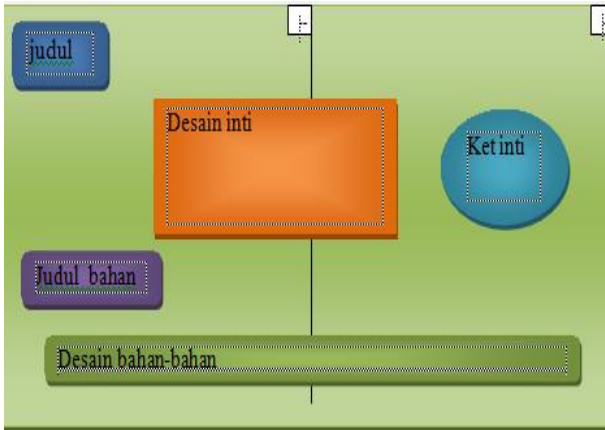 judul
Desain inti
Ket inti
Judul bahan
Desain bahan-bahan